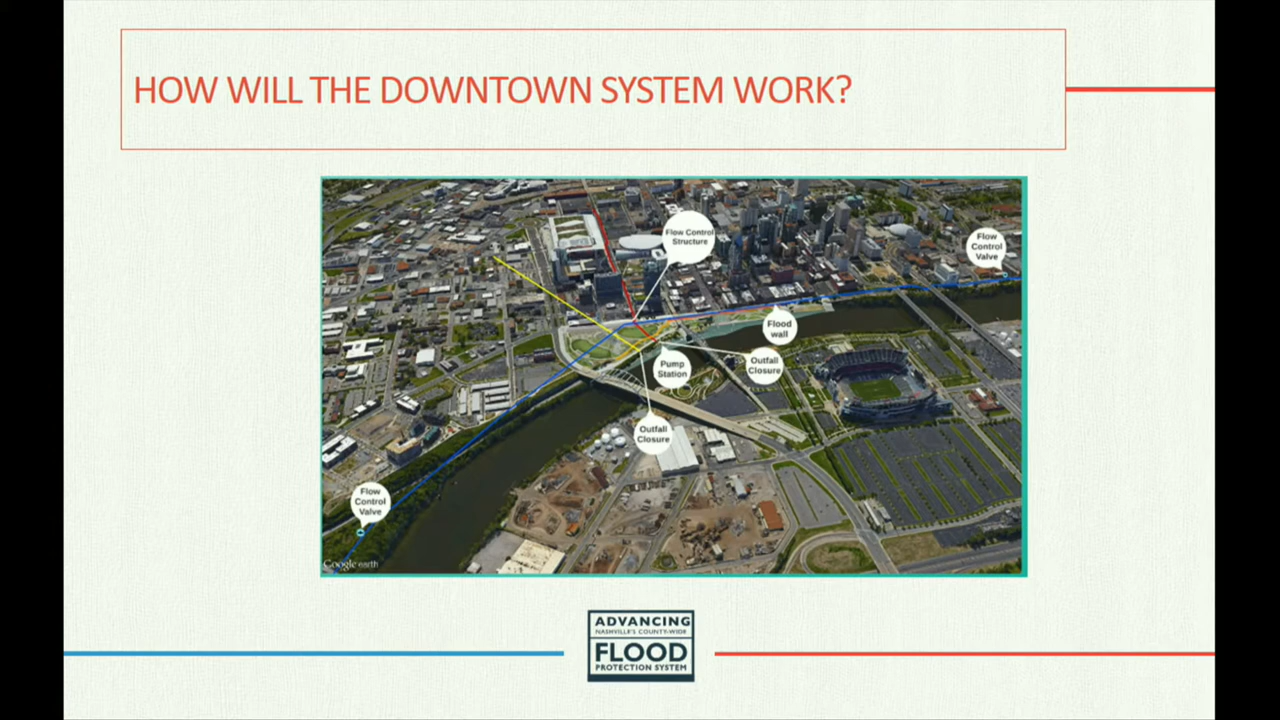 HOW WILL THE DOWNTOWN SYSTEM WORK?
Flow Control
Structure
Flow
Control
Valve
Flood
wall
Outfall
Closure
Pump
Station
Outfall
Closure
Flow
Control
Valve
Google earth
ADVANCING
NASHVILLE'S COUNTY-WIDE
FLOOD
PROTECTION SYSTEM